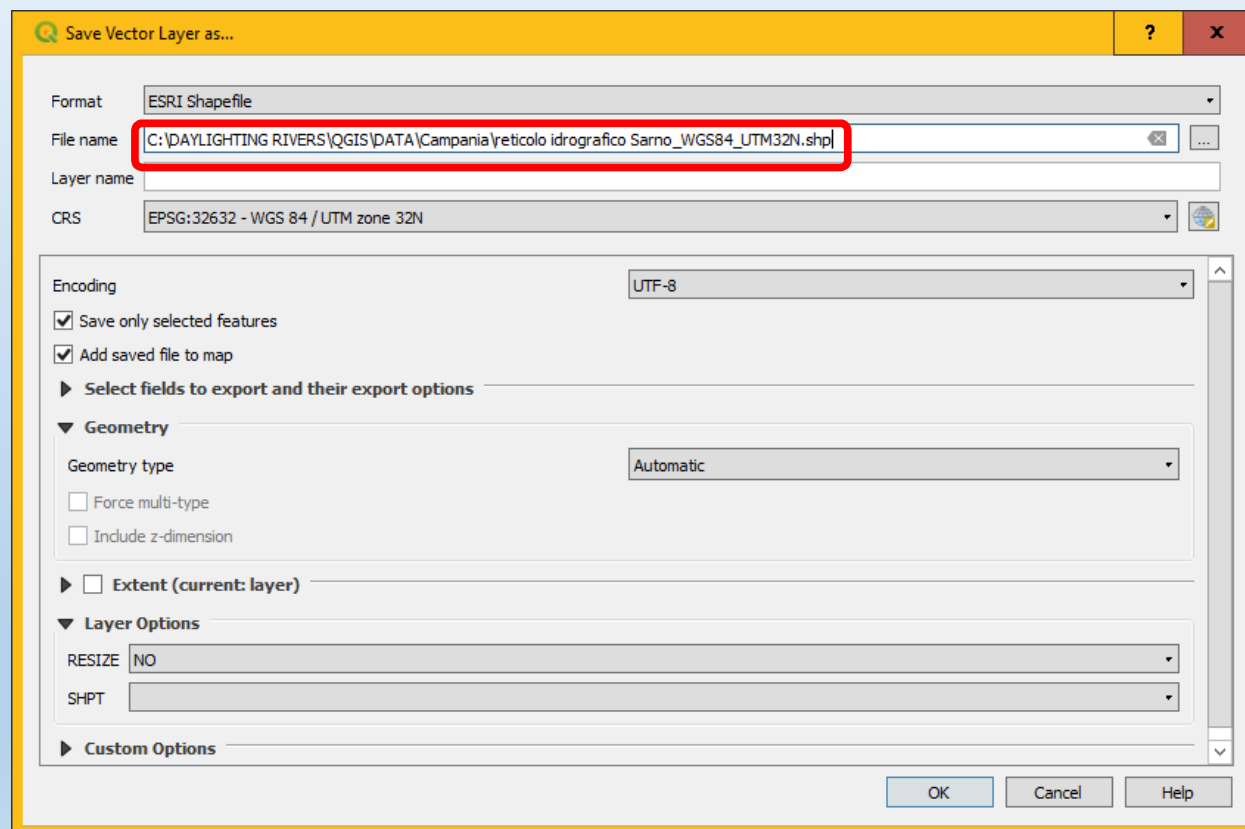 Save Vector Layer as...
?
x
Format ESRI Shapefile
File name C:\DAYLIGHTING RIVERS\QGIS\DATA\Campania\reticolo idrografico Sarno_WGS84_UTM32N.shp ...
Layer name
CRS EPSG:32632 - WGS 84 / UTM zone 32N
Encoding UTF-8
Save only selected features
Add saved file to map
Select fields to export and their export options
Geometry
Geometry type Automatic
Force multi-type
Include z-dimension
Extent (current: layer)
Layer Options
RESIZE NO
SHPT
Custom Options
OK Cancel Help